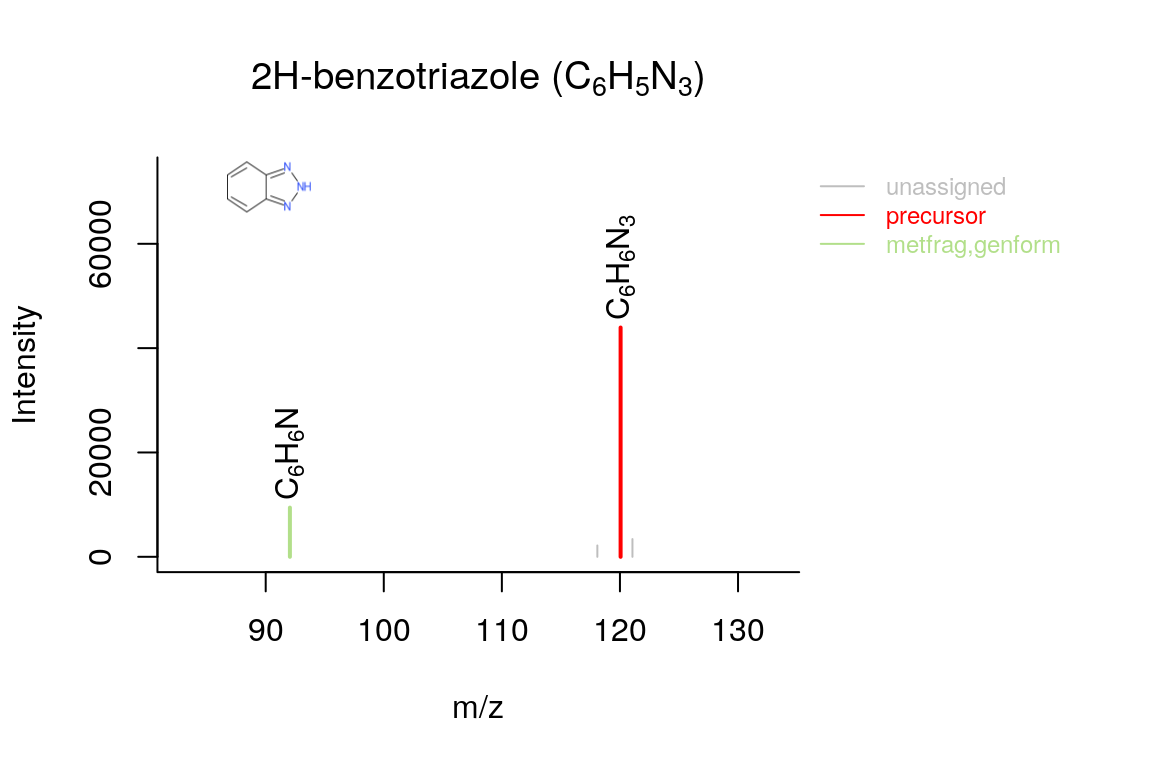 2H-benzotriazole (C₆H₅N₃)
N
NH
N
unassigned
precursor
metfrag,genform
C₆H₆N₃
C₆H₆N
Intensity
60000
20000
0
90 100 110 120 130
m/z